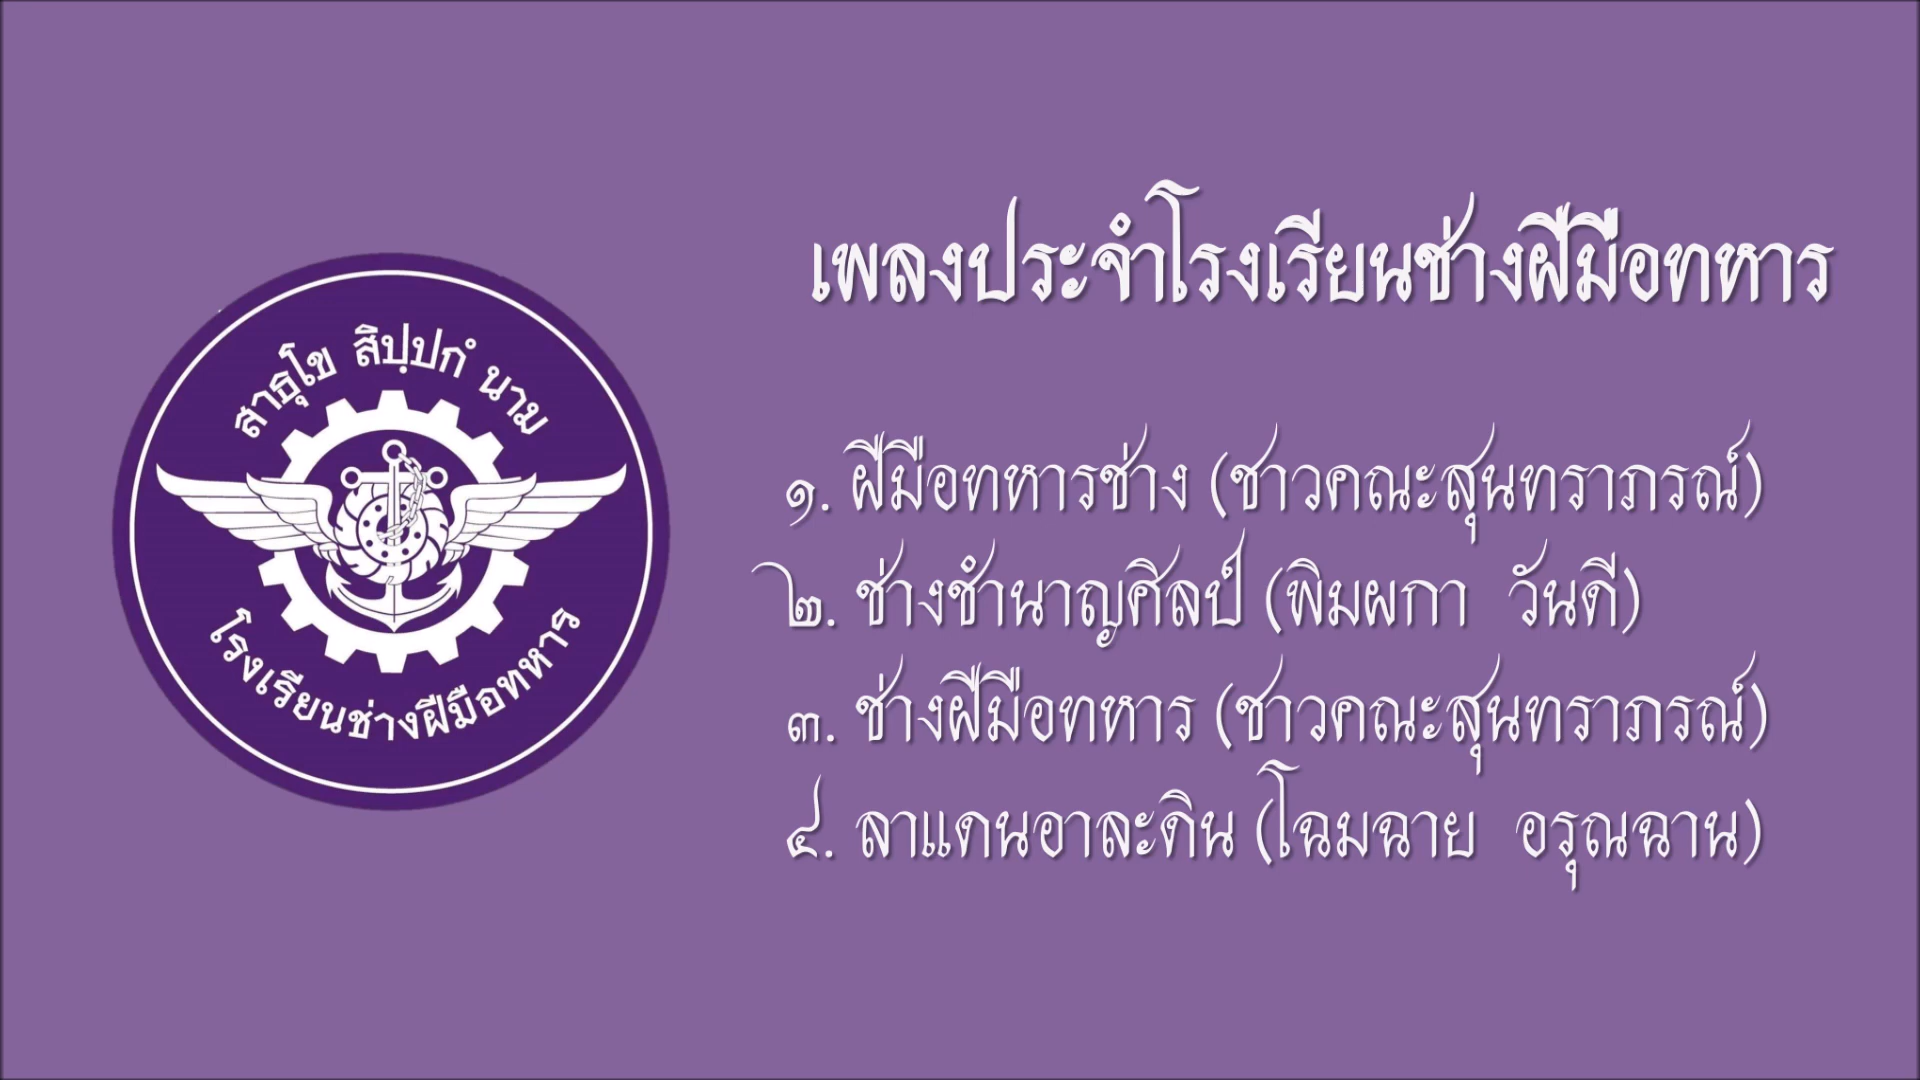 เพลงประจำโรงเรียนช่างฝีมือทหาร
สาธุโข สิปฺปกํ นาม
โรงเรียนช่างฝีมือทหาร
๑. ฝีมือทหารช่าง (ชาวคณะสุนทราภรณ์)
๒. ช่างชำนาญศิลป์ (พิมผกา วันดี)
๓. ช่างฝีมือทหาร (ชาวคณะสุนทราภรณ์)
๔. ลาแดนอาละดิน (โฉมฉาย อรุณฉาน)